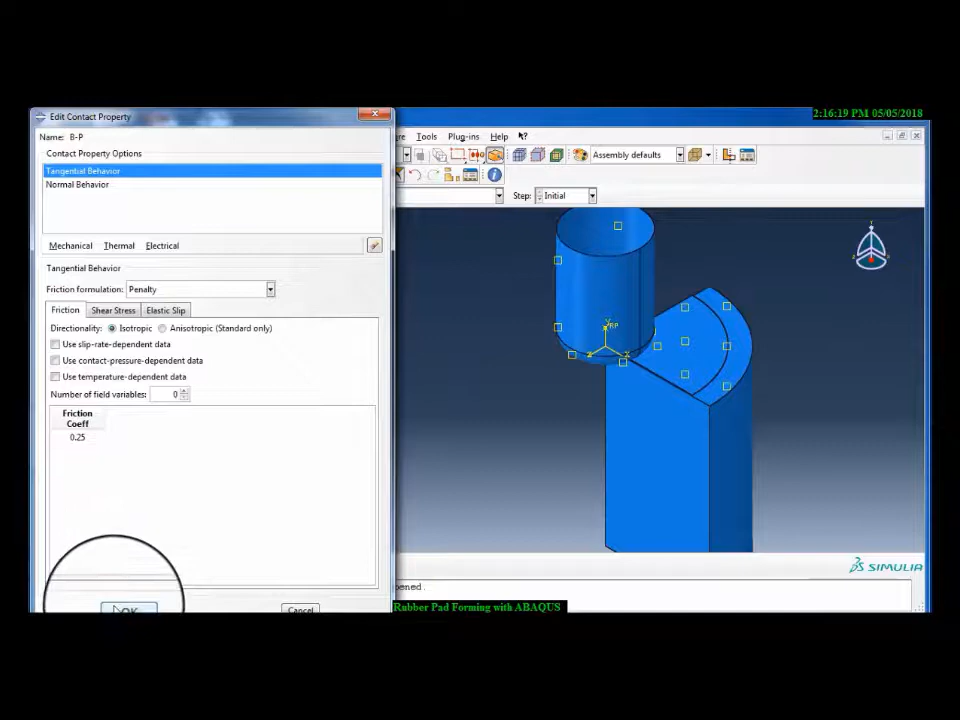 Edit Contact Property
2:16:19 PM 05/05/2018
Name: B-P
Tools Plug-ins Help
Contact Property Options
Assembly defaults
Tangential Behavior
Normal Behavior
Step: Initial
Mechanical Thermal Electrical
Tangential Behavior
Friction formulation: Penalty
Friction Shear Stress Elastic Slip
Directionality: Isotropic Anisotropic (Standard only)
Use slip-rate-dependent data
Use contact-pressure-dependent data
Use temperature-dependent data
Number of field variables: 0
Friction
Coeff
0.25
RP
Y
SIMULIA
OK
Cancel
Rubber Pad Forming with ABAQUS